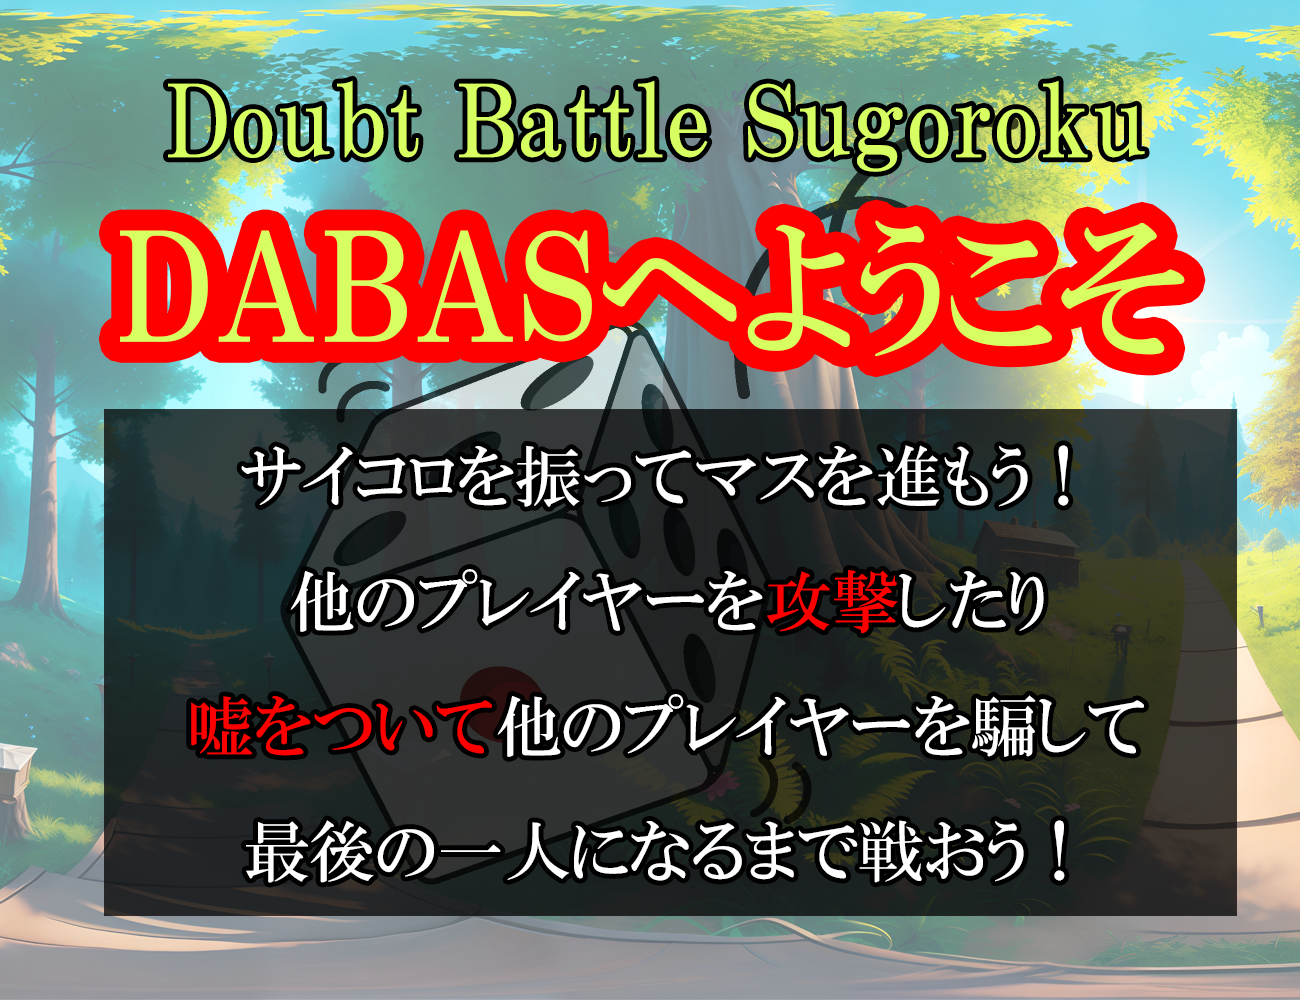 Doubt Battle Sugoroku
DABASへようこそ
サイコロを振ってマスを進もう！
他のプレイヤーを攻撃したり
嘘をついて他のプレイヤーを騙して
最後の一人になるまで戦おう！